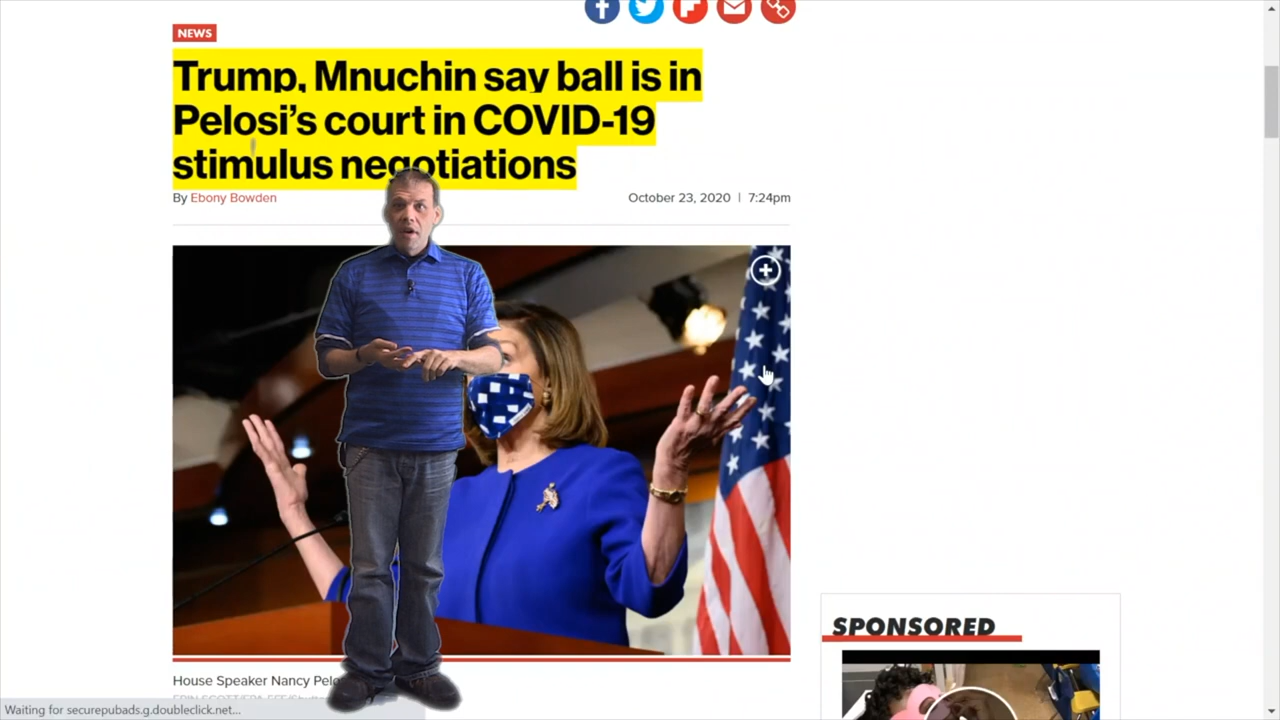 NEWS
Trump, Mnuchin say ball is in
Pelosi's court in COVID-19
stimulus negotiations
By Ebony Bowden
October 23, 2020 | 7:24pm
House Speaker Nancy
SPONSORED
Waiting for securepubads.g.doubleclick.net...